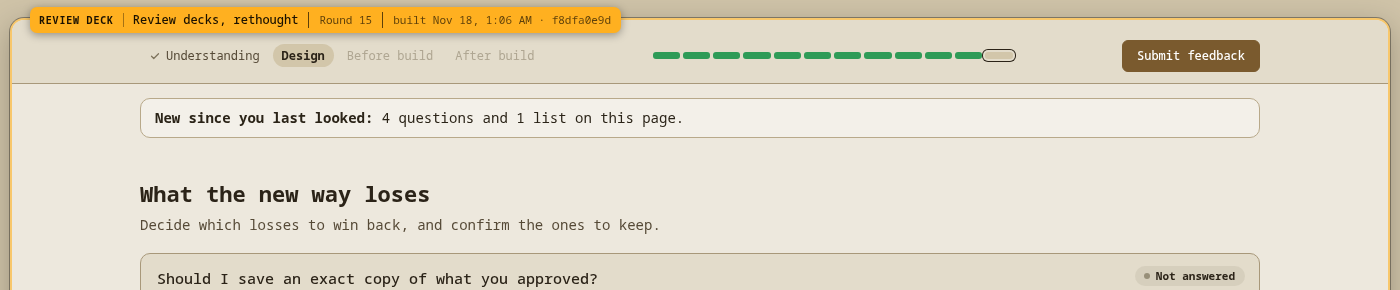 REVIEW DECK Review decks, rethought Round 15 built Nov 18, 1:06 AM · f8dfa0e9d
✓ Understanding Design Before build After build Submit feedback
New since you last looked: 4 questions and 1 list on this page.
What the new way loses
Decide which losses to win back, and confirm the ones to keep.
Should I save an exact copy of what you approved? Not answered